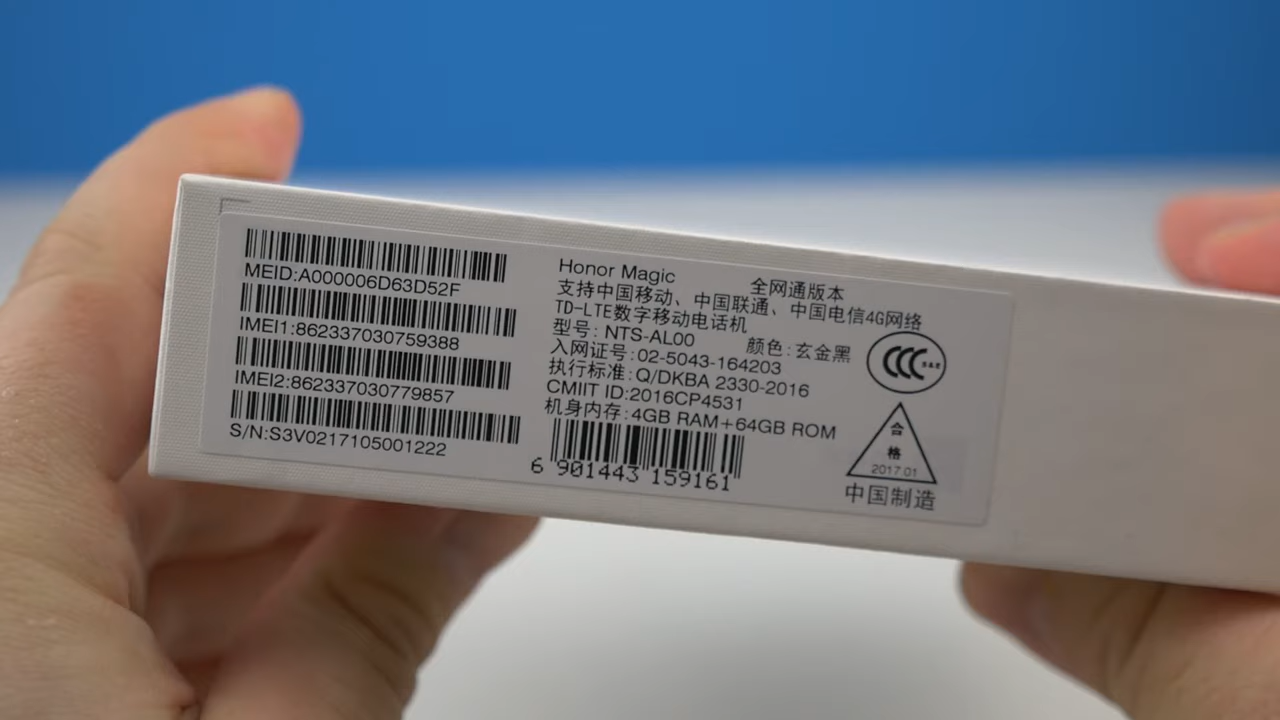 MEID:A000006D63D52F
IMEI1:862337030759388
IMEI2:862337030779857
S/N:S3V0217105001222
Honor Magic 全网通版本
支持中国移动、中国联通、中国电信4G网络
TD-LTE数字移动电话机
型号: NTS-AL00 颜色: 玄金黑
入网证号: 02-5043-164203
执行标准: Q/DKBA 2330-2016
CMIIT ID:2016CP4531
机身内存: 4GB RAM+64GB ROM
6 901443 159161
CCC S&E
合
格
2017.01
中国制造